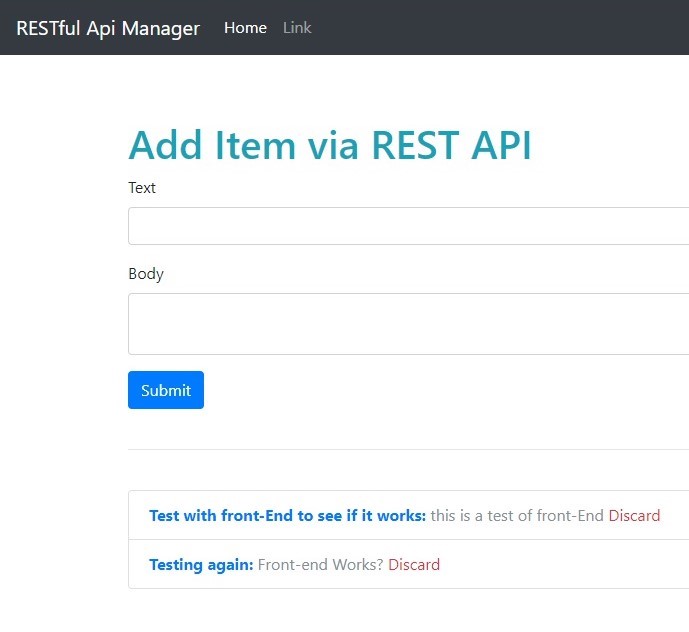 RESTful Api Manager Home Link
Add Item via REST API
Text
Body
Submit
Test with front-End to see if it works: this is a test of front-End Discard
Testing again: Front-end Works? Discard